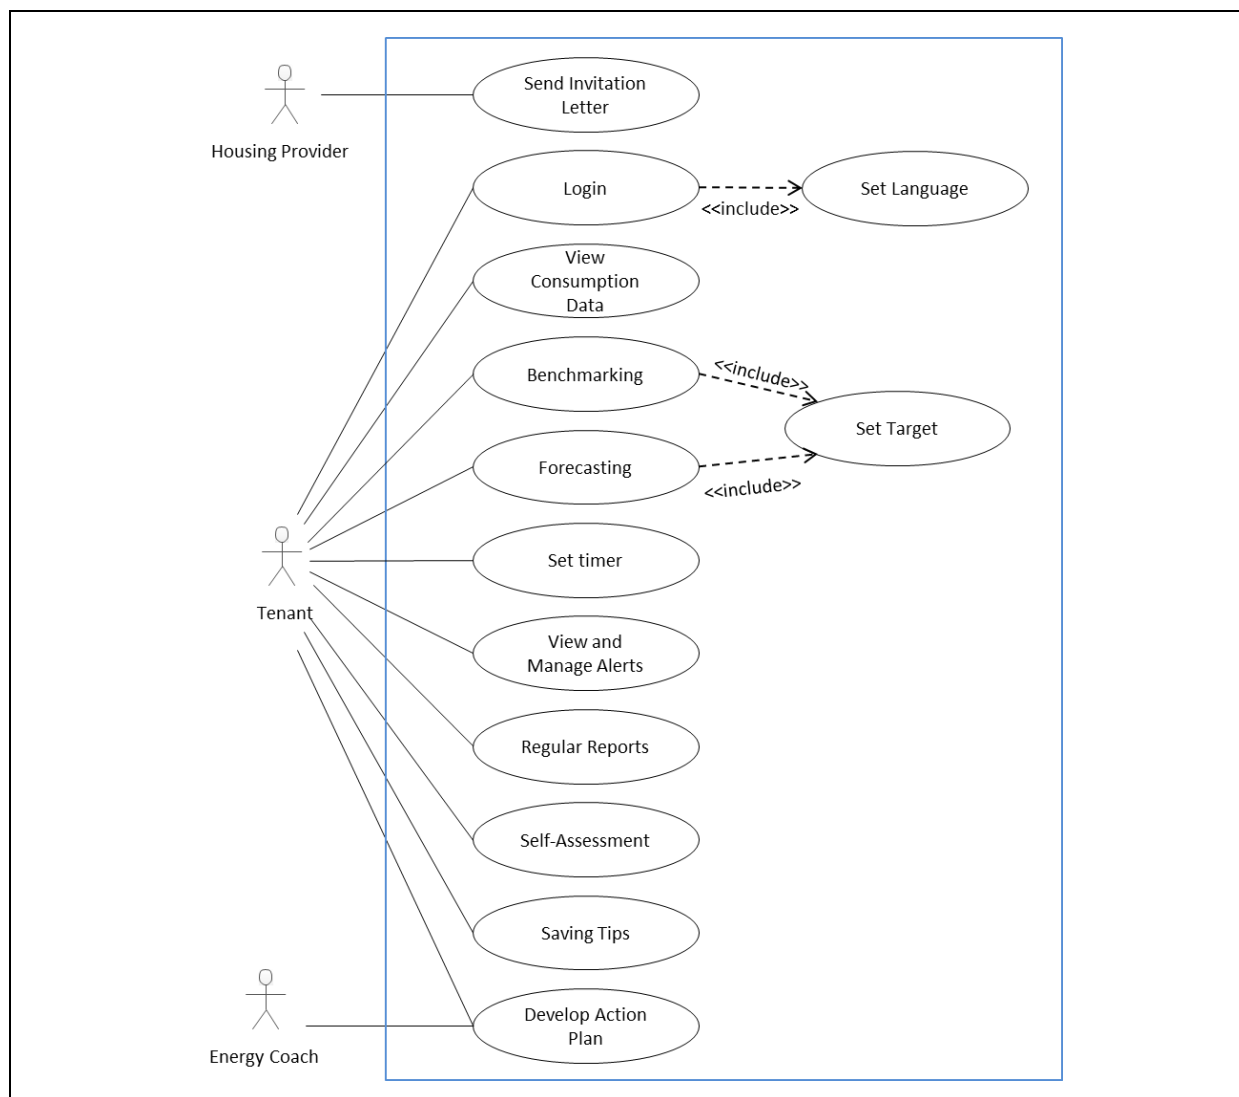 Send Invitation
Letter
Housing Provider
Login
<<include>>
Set Language
View
Consumption
Data
Benchmarking
<<include>>
Set Target
Forecasting
<<include>>
Set timer
Tenant
View and
Manage Alerts
Regular Reports
Self-Assessment
Saving Tips
Develop Action
Plan
Energy Coach